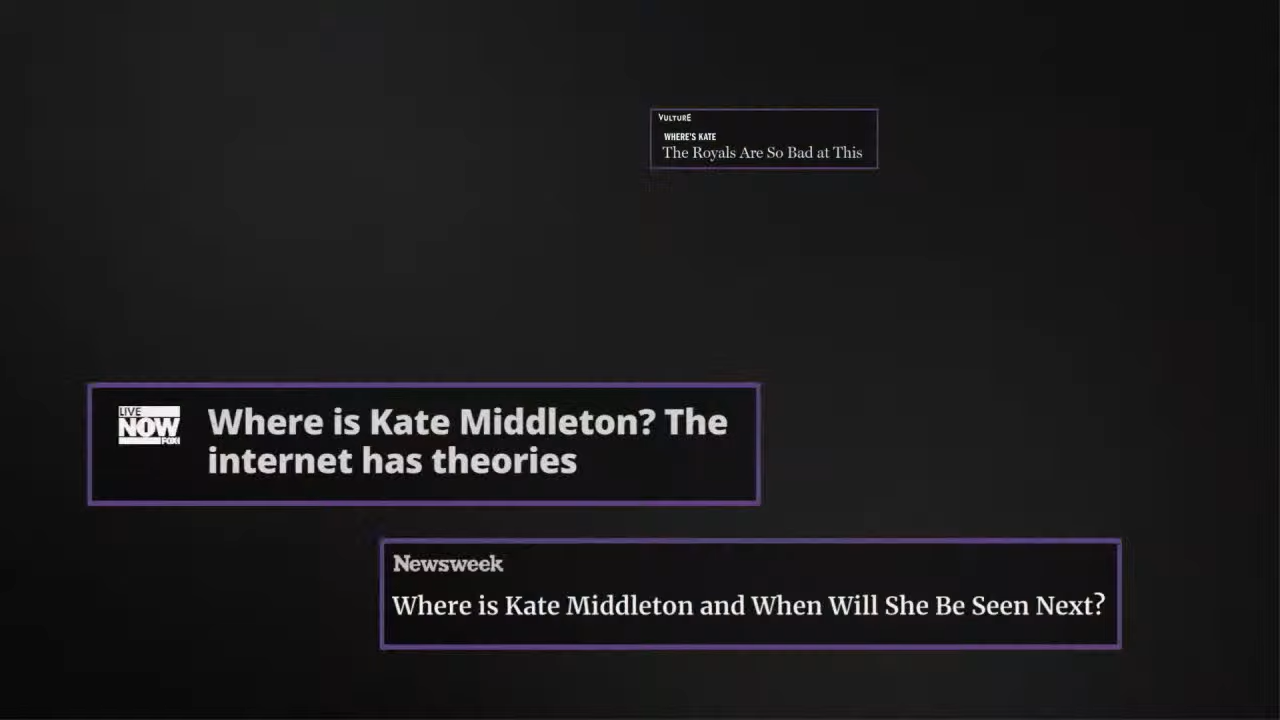 VULTURE
WHERE'S KATE
The Royals Are So Bad at This
LIVE
NOW
FOX
Where is Kate Middleton? The
internet has theories
Newsweek
Where is Kate Middleton and When Will She Be Seen Next?